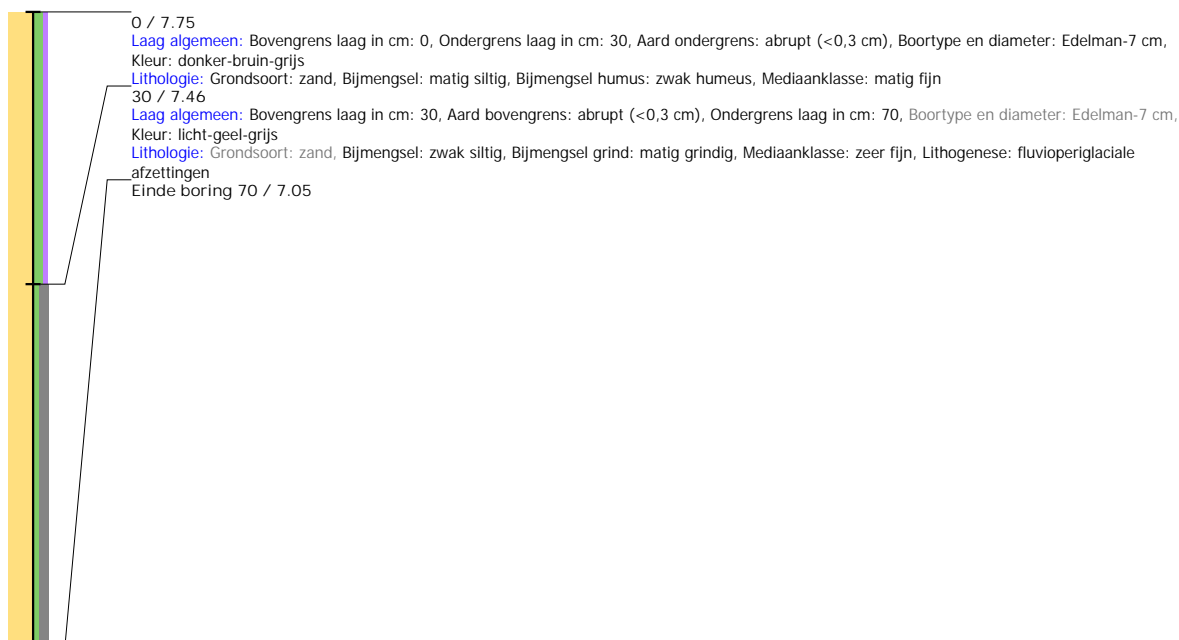 0 / 7.75
Laag algemeen: Bovengrens laag in cm: 0, Ondergrens laag in cm: 30, Aard ondergrens: abrupt (<0,3 cm), Boortype en diameter: Edelman-7 cm,
Kleur: donker-bruin-grijs
Lithologie: Grondsoort: zand, Bijmengsel: matig siltig, Bijmengsel humus: zwak humeus, Mediaanklasse: matig fijn
30 / 7.46
Laag algemeen: Bovengrens laag in cm: 30, Aard bovengrens: abrupt (<0,3 cm), Ondergrens laag in cm: 70, Boortype en diameter: Edelman-7 cm,
Kleur: licht-geel-grijs
Lithologie: Grondsoort: zand, Bijmengsel: zwak siltig, Bijmengsel grind: matig grindig, Mediaanklasse: zeer fijn, Lithogenese: fluvioperiglaciale
afzettingen
Einde boring 70 / 7.05